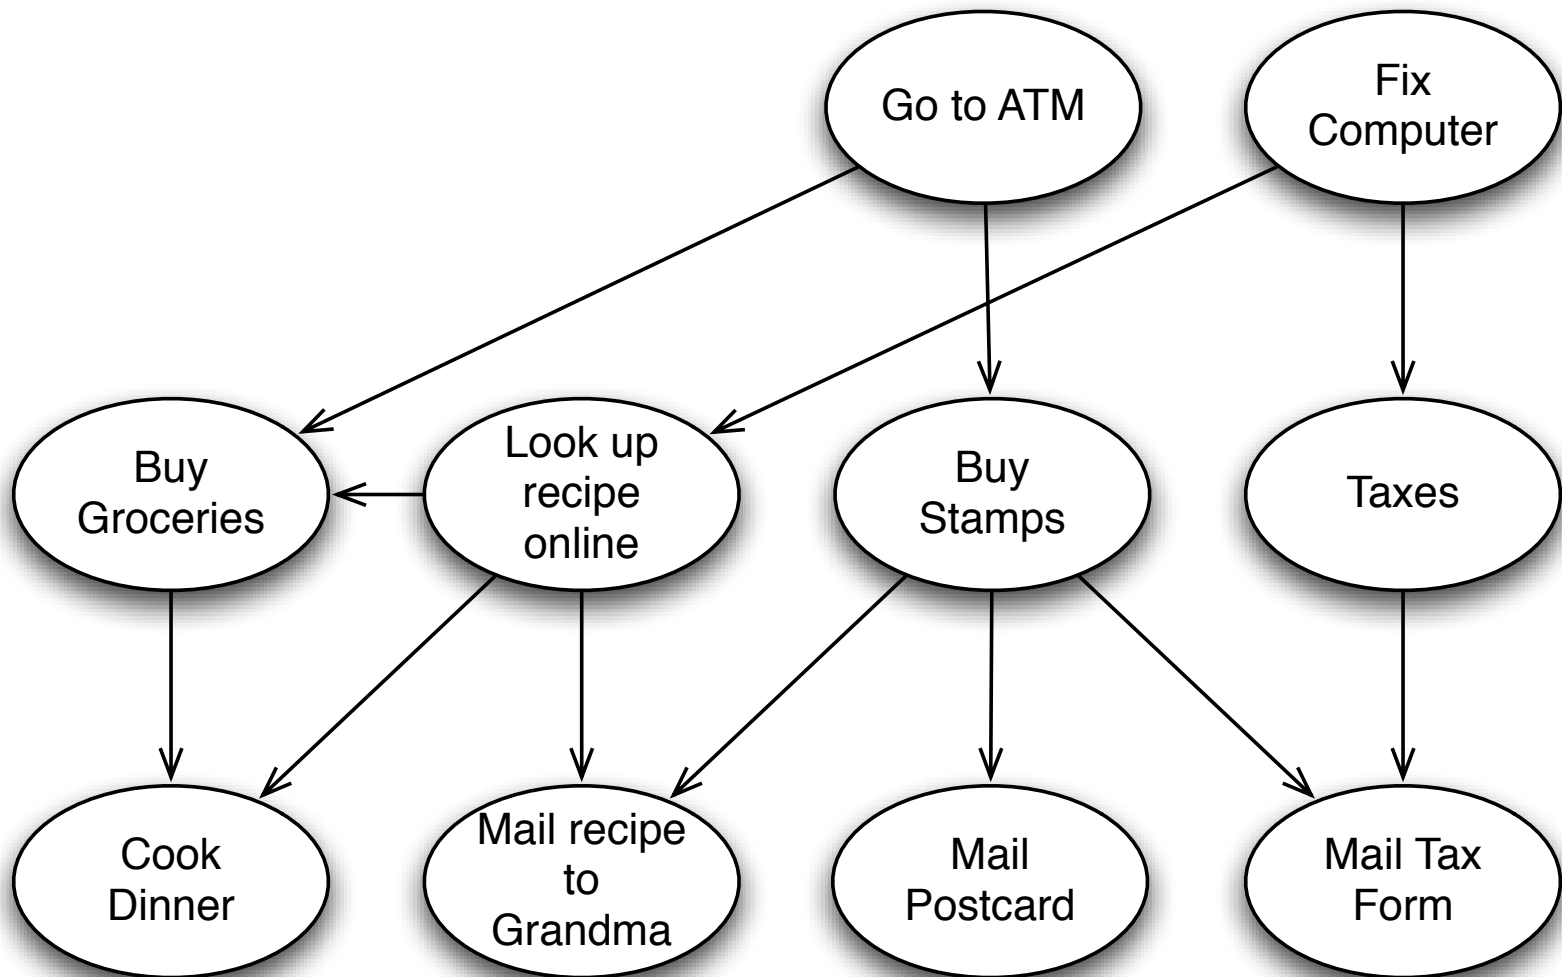 Go to ATM
Fix
Computer
Buy
Groceries
Look up
recipe
online
Buy
Stamps
Taxes
Cook
Dinner
Mail recipe
to
Grandma
Mail
Postcard
Mail Tax
Form